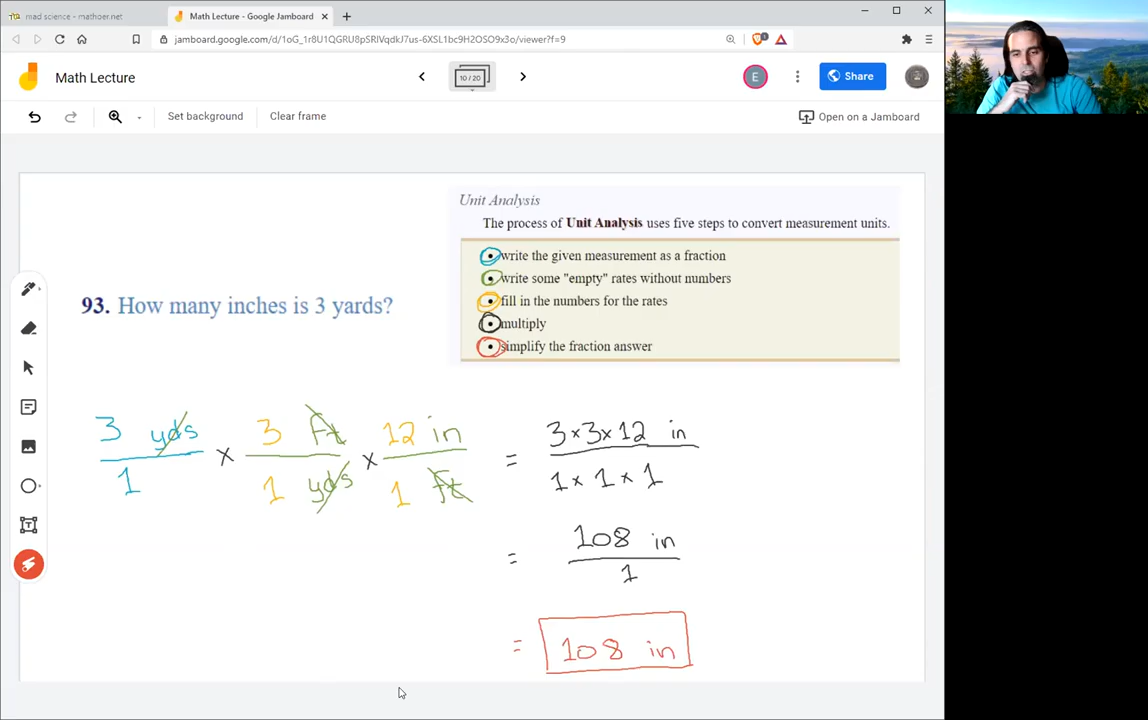 mad science - mathoer.net
Math Lecture - Google Jamboard
jamboard.google.com/d/1oG_1r8U1QGRU8pSRlVqdkJ7us-6XSL1bc9H2OSO9x3o/viewer?f=9
Math Lecture
10 / 20
E
Share
Set background
Clear frame
Open on a Jamboard
Unit Analysis
The process of Unit Analysis uses five steps to convert measurement units.
• write the given measurement as a fraction
• write some "empty" rates without numbers
• fill in the numbers for the rates
• multiply
• simplify the fraction answer
93. How many inches is 3 yards?
3 yds / 1 × 3 ft / 1 yds × 12 in / 1 ft = 3×3×12 in / 1×1×1
= 108 in / 1
= 108 in